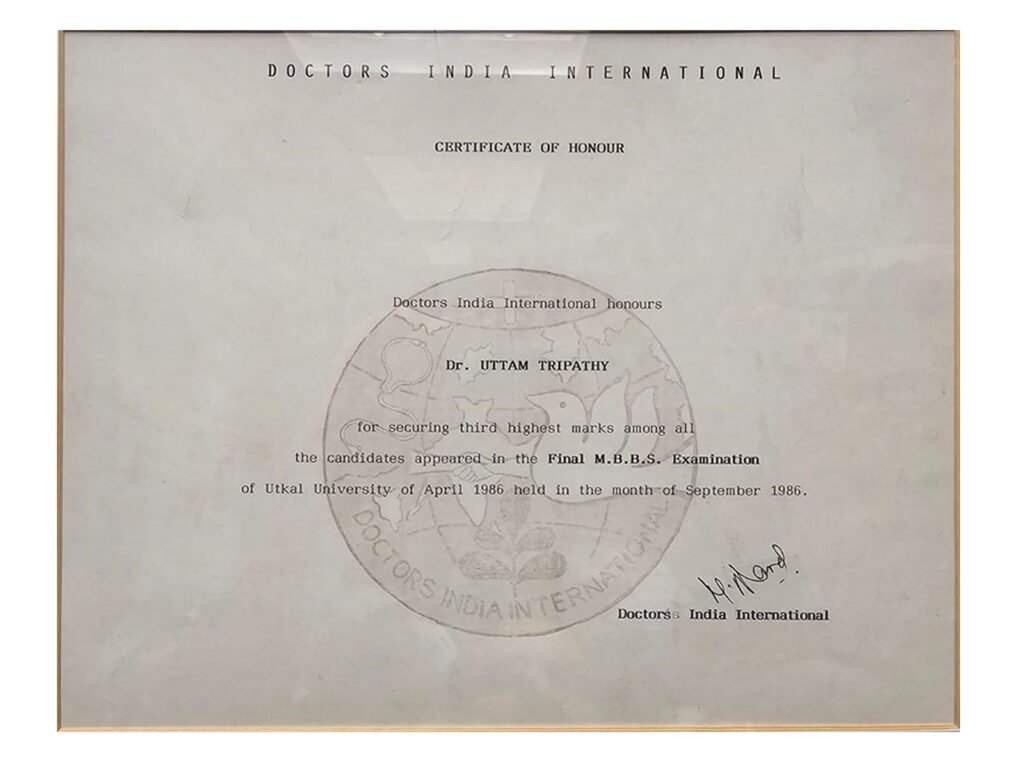 DOCTORS INDIA INTERNATIONAL
CERTIFICATE OF HONOUR
Doctors India International honours
Dr. UTTAM TRIPATHY
for securing third highest marks among all
the candidates appeared in the Final M.B.B.S. Examination
of Utkal University of April 1986 held in the month of September 1986.
DOCTORS INDIA INTERNATIONAL
Doctorss India International